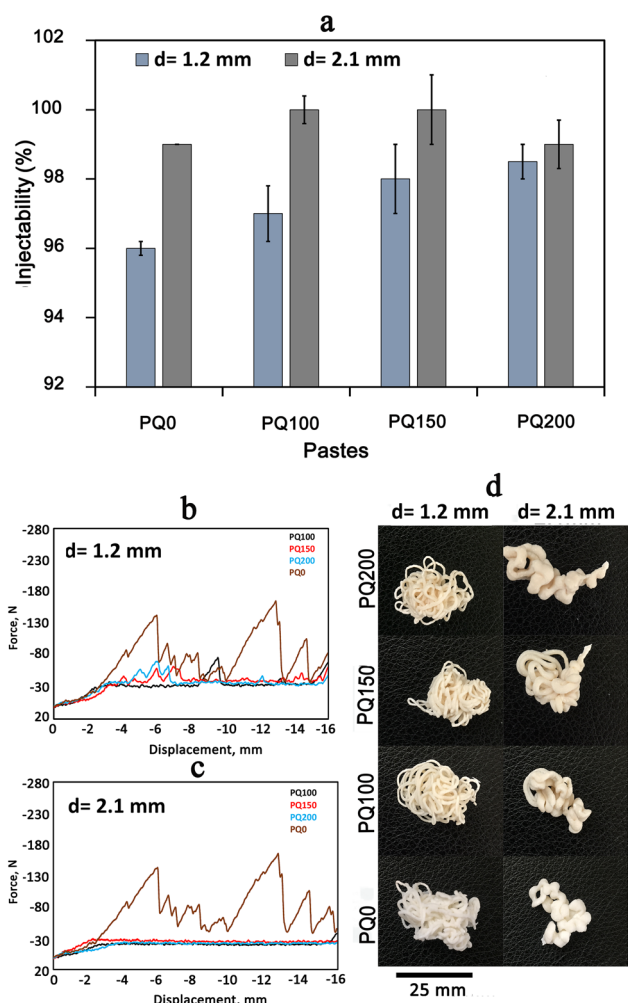 a
102
100
98
96
94
92
Injectability (%)
d= 1.2 mm
d= 2.1 mm
PQ0
PQ100
PQ150
PQ200
Pastes
b
-280
-230
-180
-130
-80
-30
20
Force, N
d= 1.2 mm
PQ100
PQ150
PQ200
PQ0
0 -2 -4 -6 -8 -10 -12 -14 -16
Displacement, mm
c
-280
-230
-180
-130
-80
-30
20
Force, N
d= 2.1 mm
PQ100
PQ150
PQ200
PQ0
0 -2 -4 -6 -8 -10 -12 -14 -16
Displacement, mm
d
d= 1.2 mm
d= 2.1 mm
PQ200
PQ150
PQ100
PQ0
25 mm